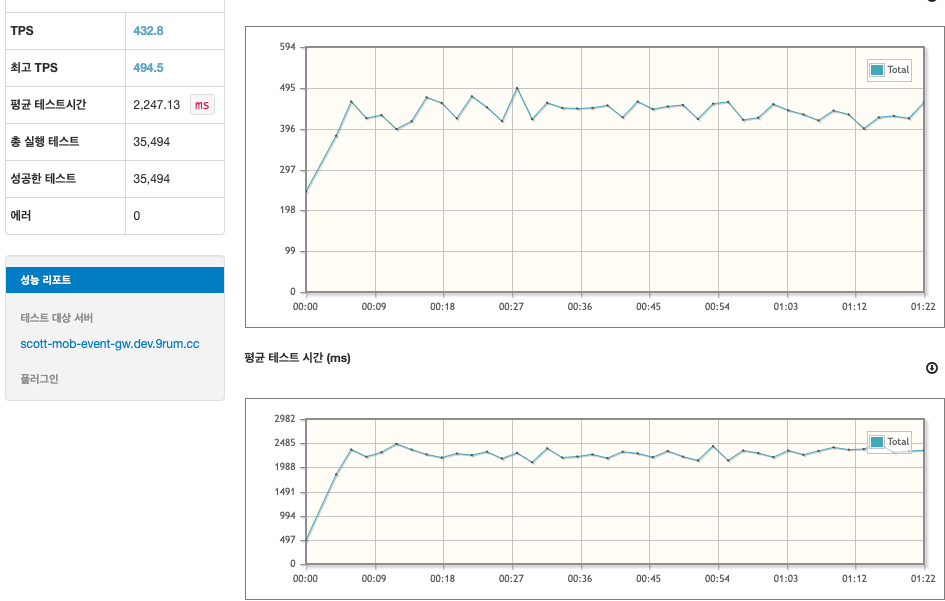 TPS 432.8
최고 TPS 494.5
평균 테스트시간 2,247.13 ms
총 실행 테스트 35,494
성공한 테스트 35,494
에러 0
성능 리포트
테스트 대상 서버
scott-mob-event-gw.dev.9rum.cc
플러그인
594
495
396
297
198
99
0
Total
00:00 00:09 00:18 00:27 00:36 00:45 00:54 01:03 01:12 01:22
평균 테스트 시간 (ms)
2982
2485
1988
1491
994
497
0
Total
00:00 00:09 00:18 00:27 00:36 00:45 00:54 01:03 01:12 01:22